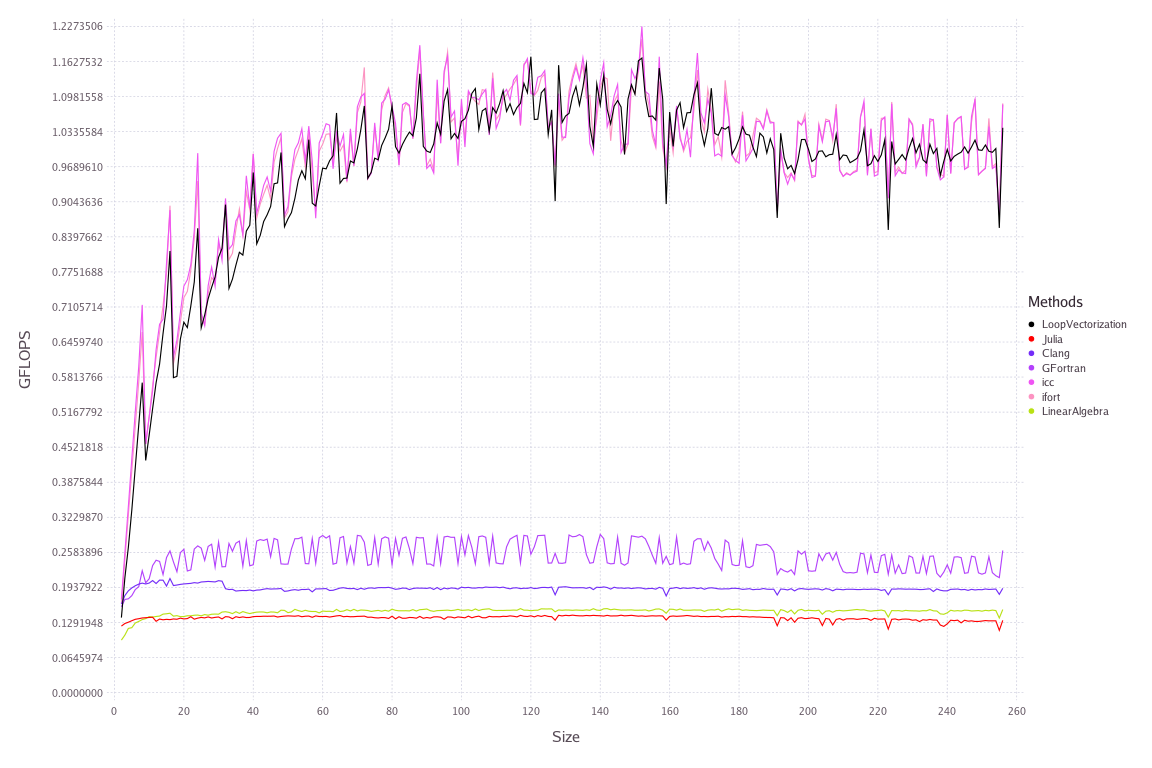 1.2273506
1.1627532
1.0981558
1.0335584
0.9689610
0.9043636
0.8397662
0.7751688
0.7105714
0.6459740
0.5813766
0.5167792
0.4521818
0.3875844
0.3229870
0.2583896
0.1937922
0.1291948
0.0645974
0.0000000
GFLOPS
0 20 40 60 80 100 120 140 160 180 200 220 240 260
Size
Methods
LoopVectorization
Julia
Clang
GFortran
icc
ifort
LinearAlgebra